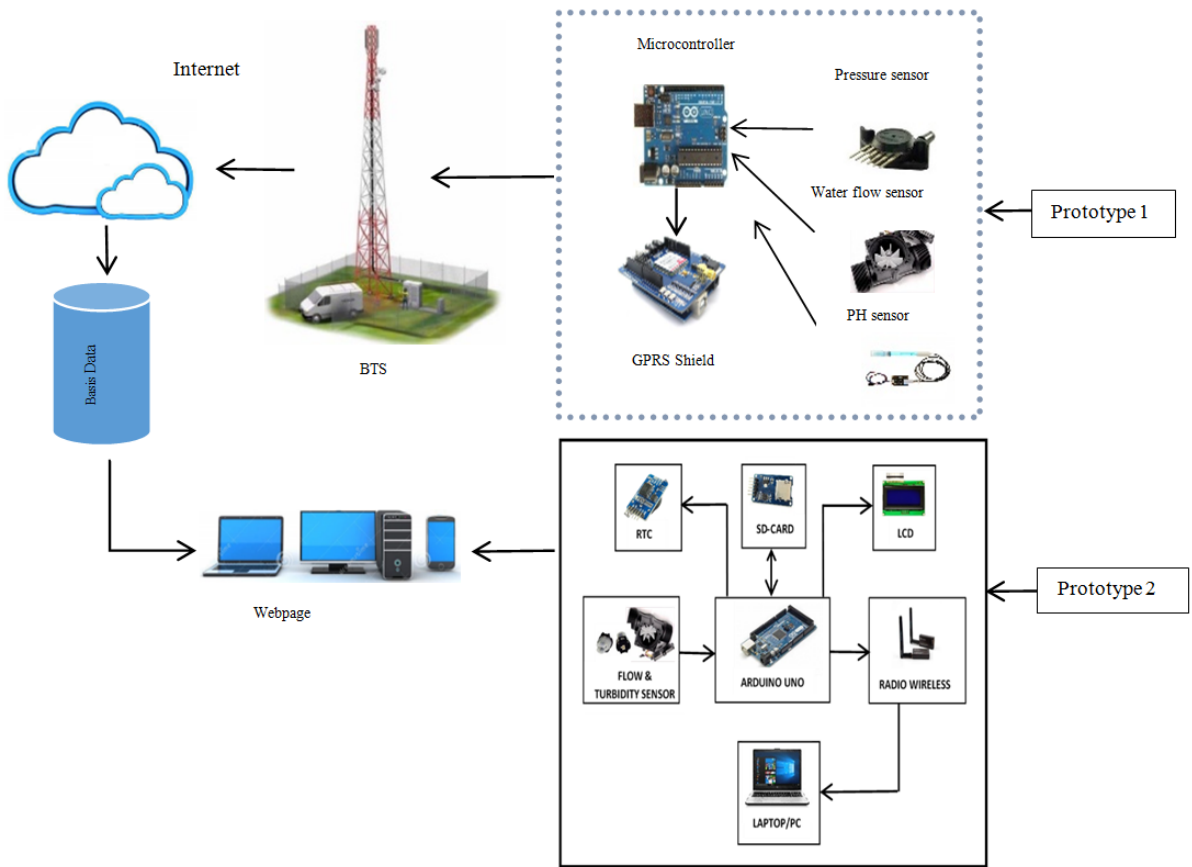 Internet
Microcontroller
Pressure sensor
Water flow sensor
Prototype 1
PH sensor
GPRS Shield
BTS
Basis Data
Webpage
RTC
SD-CARD
LCD
Prototype 2
FLOW &
TURBIDITY SENSOR
ARDUINO UNO
RADIO WIRELESS
LAPTOP/PC